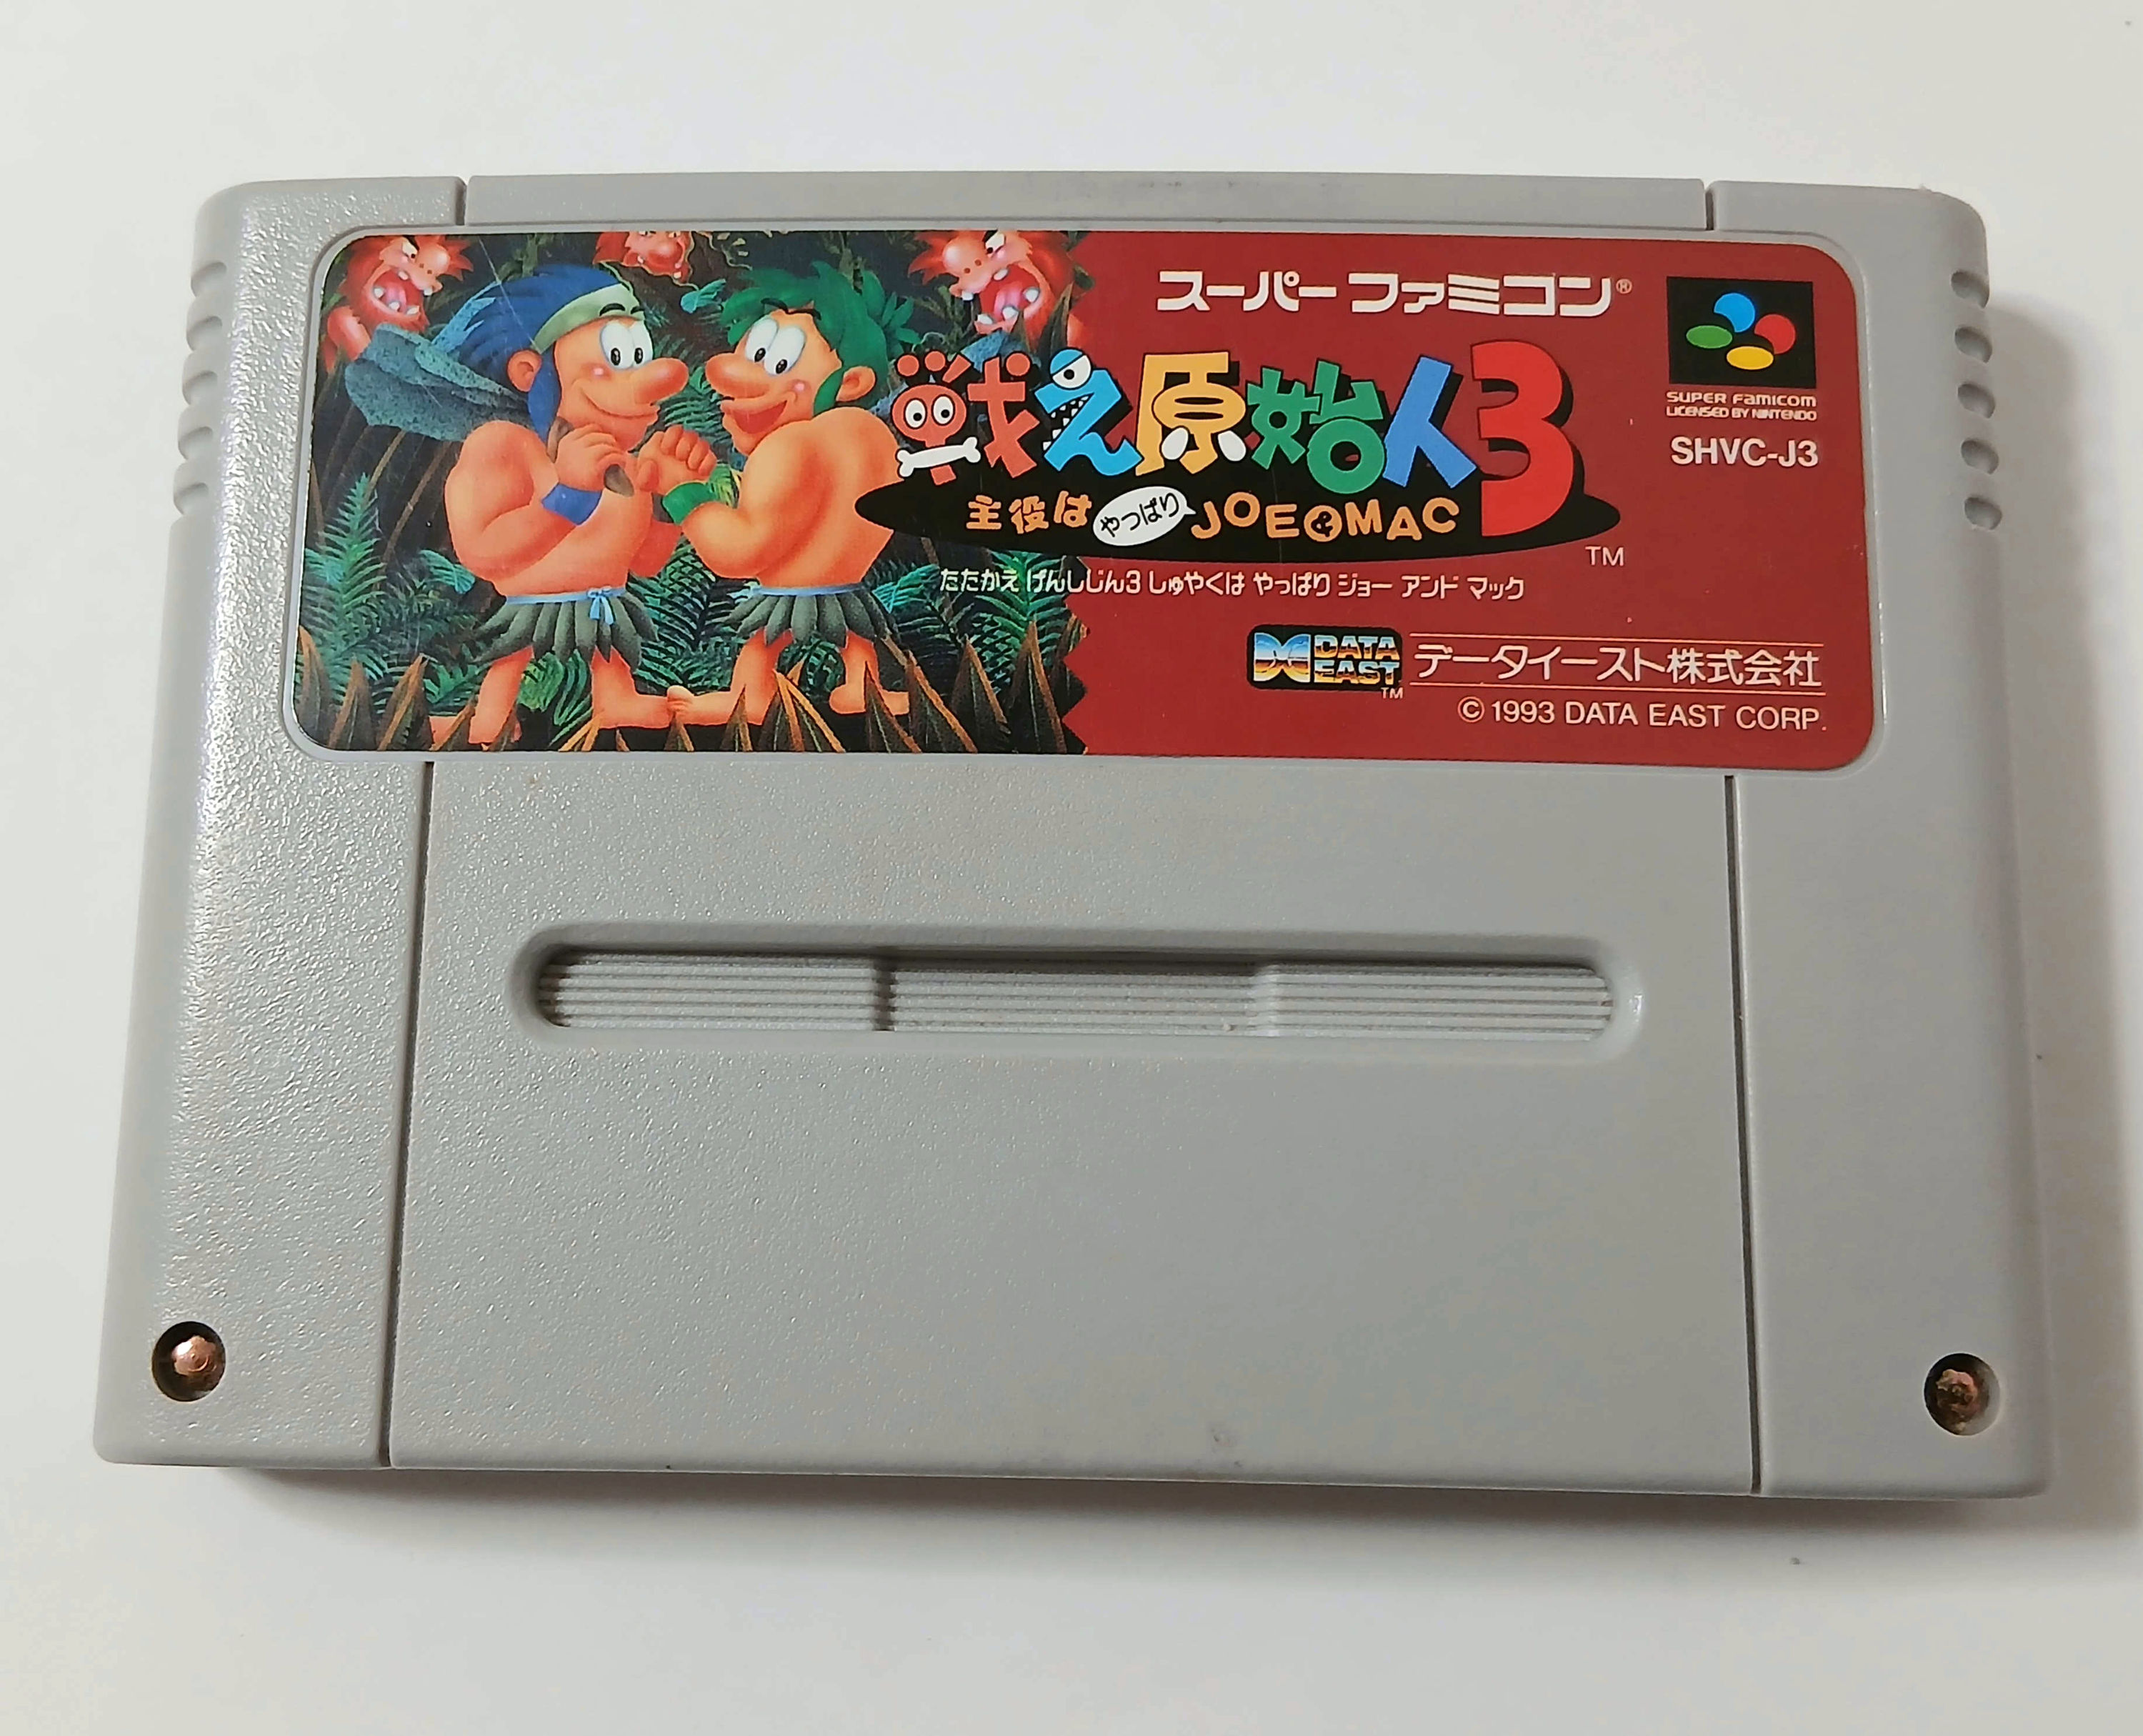 スーパーファミコン®
SUPER FAMICOM
LICENSED BY NINTENDO
SHVC-J3
戦え原始人3
主役はやっぱりJOE&MAC
TM
たたかえ げんしじん3 しゅやくは やっぱり ジョー アンド マック
DATA EAST TM データイースト株式会社
© 1993 DATA EAST CORP.